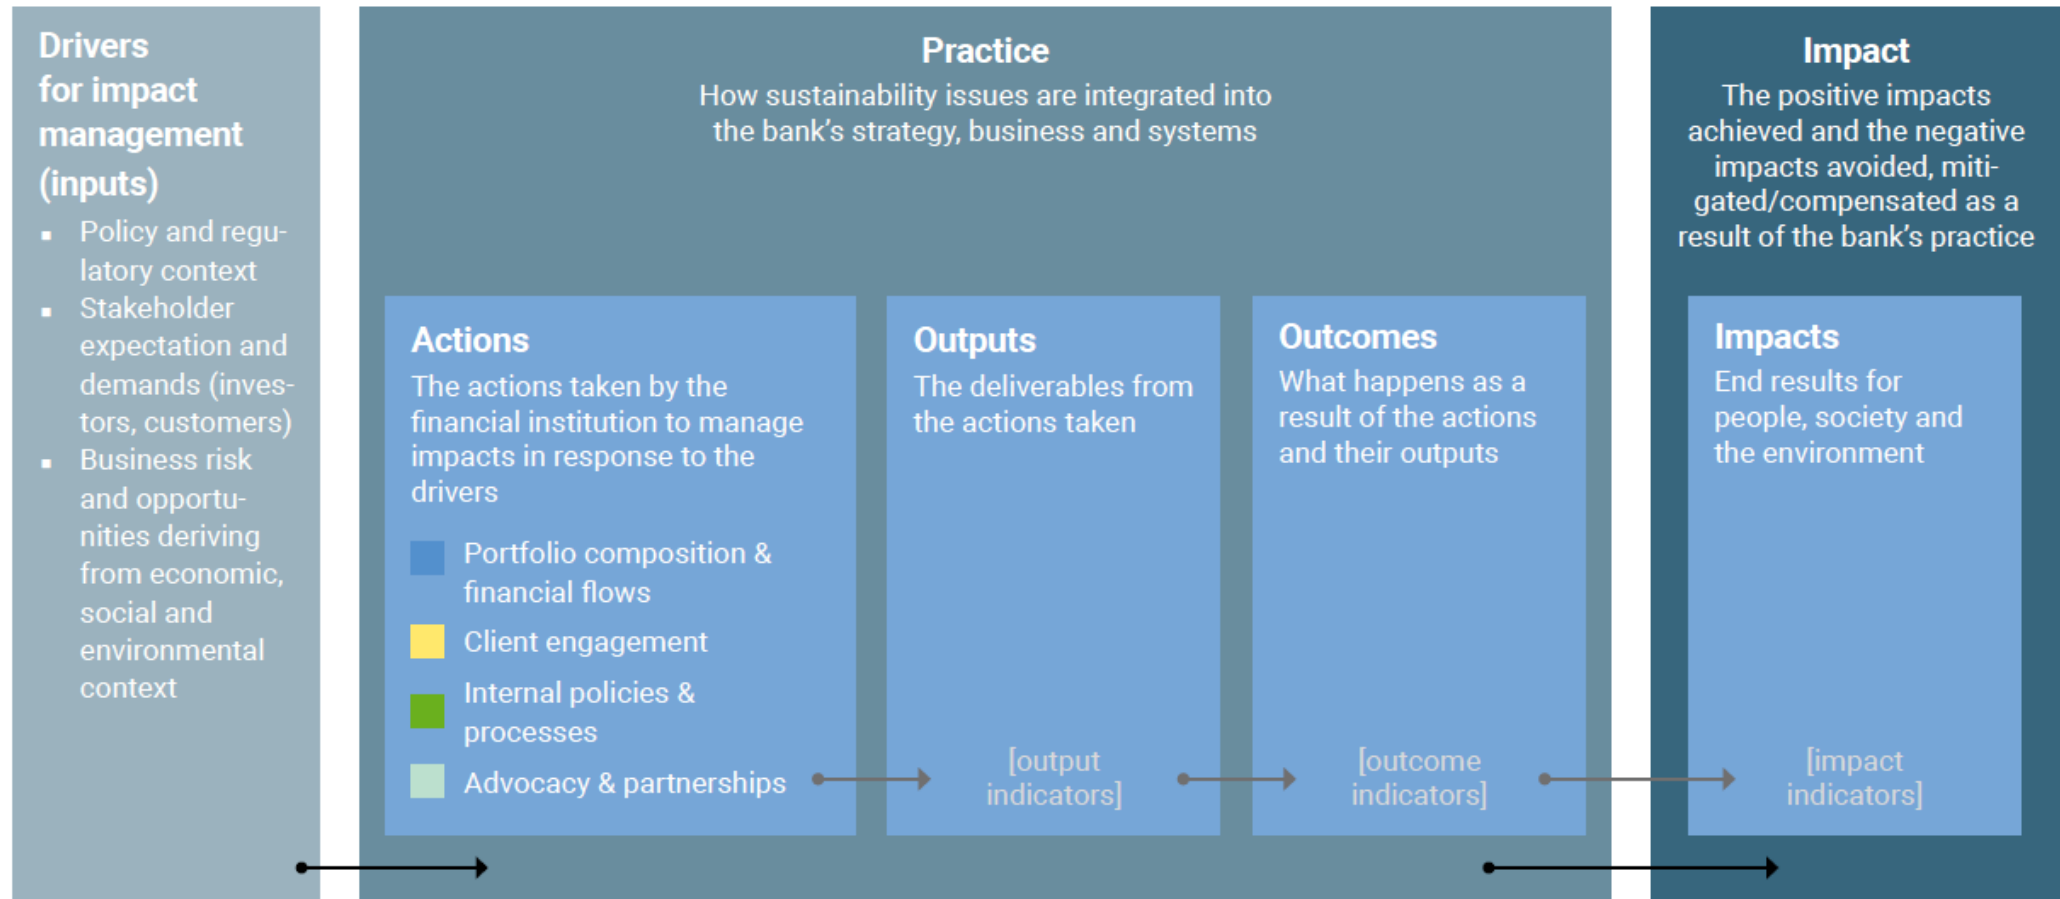 Drivers
for impact
management
(inputs)
▪ Policy and regu-
latory context
▪ Stakeholder
expectation and
demands (inves-
tors, customers)
▪ Business risk
and opportu-
nities deriving
from economic,
social and
environmental
context
Practice
How sustainability issues are integrated into
the bank's strategy, business and systems
Actions
The actions taken by the
financial institution to manage
impacts in response to the
drivers
Portfolio composition &
financial flows
Client engagement
Internal policies &
processes
Advocacy & partnerships
Outputs
The deliverables from
the actions taken
[output
indicators]
Outcomes
What happens as a
result of the actions
and their outputs
[outcome
indicators]
Impact
The positive impacts
achieved and the negative
impacts avoided, miti-
gated/compensated as a
result of the bank's practice
Impacts
End results for
people, society and
the environment
[impact
indicators]